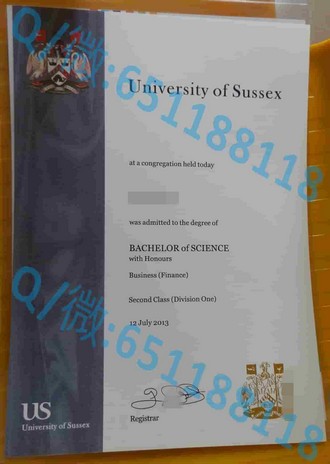 University of Sussex
at a congregation held today
was admitted to the degree of
BACHELOR of SCIENCE
with Honours
Business (Finance)
Second Class (Division One)
12 July 2013
Registrar
US
University of Sussex
Q/微:651188118
Q/微:651188118